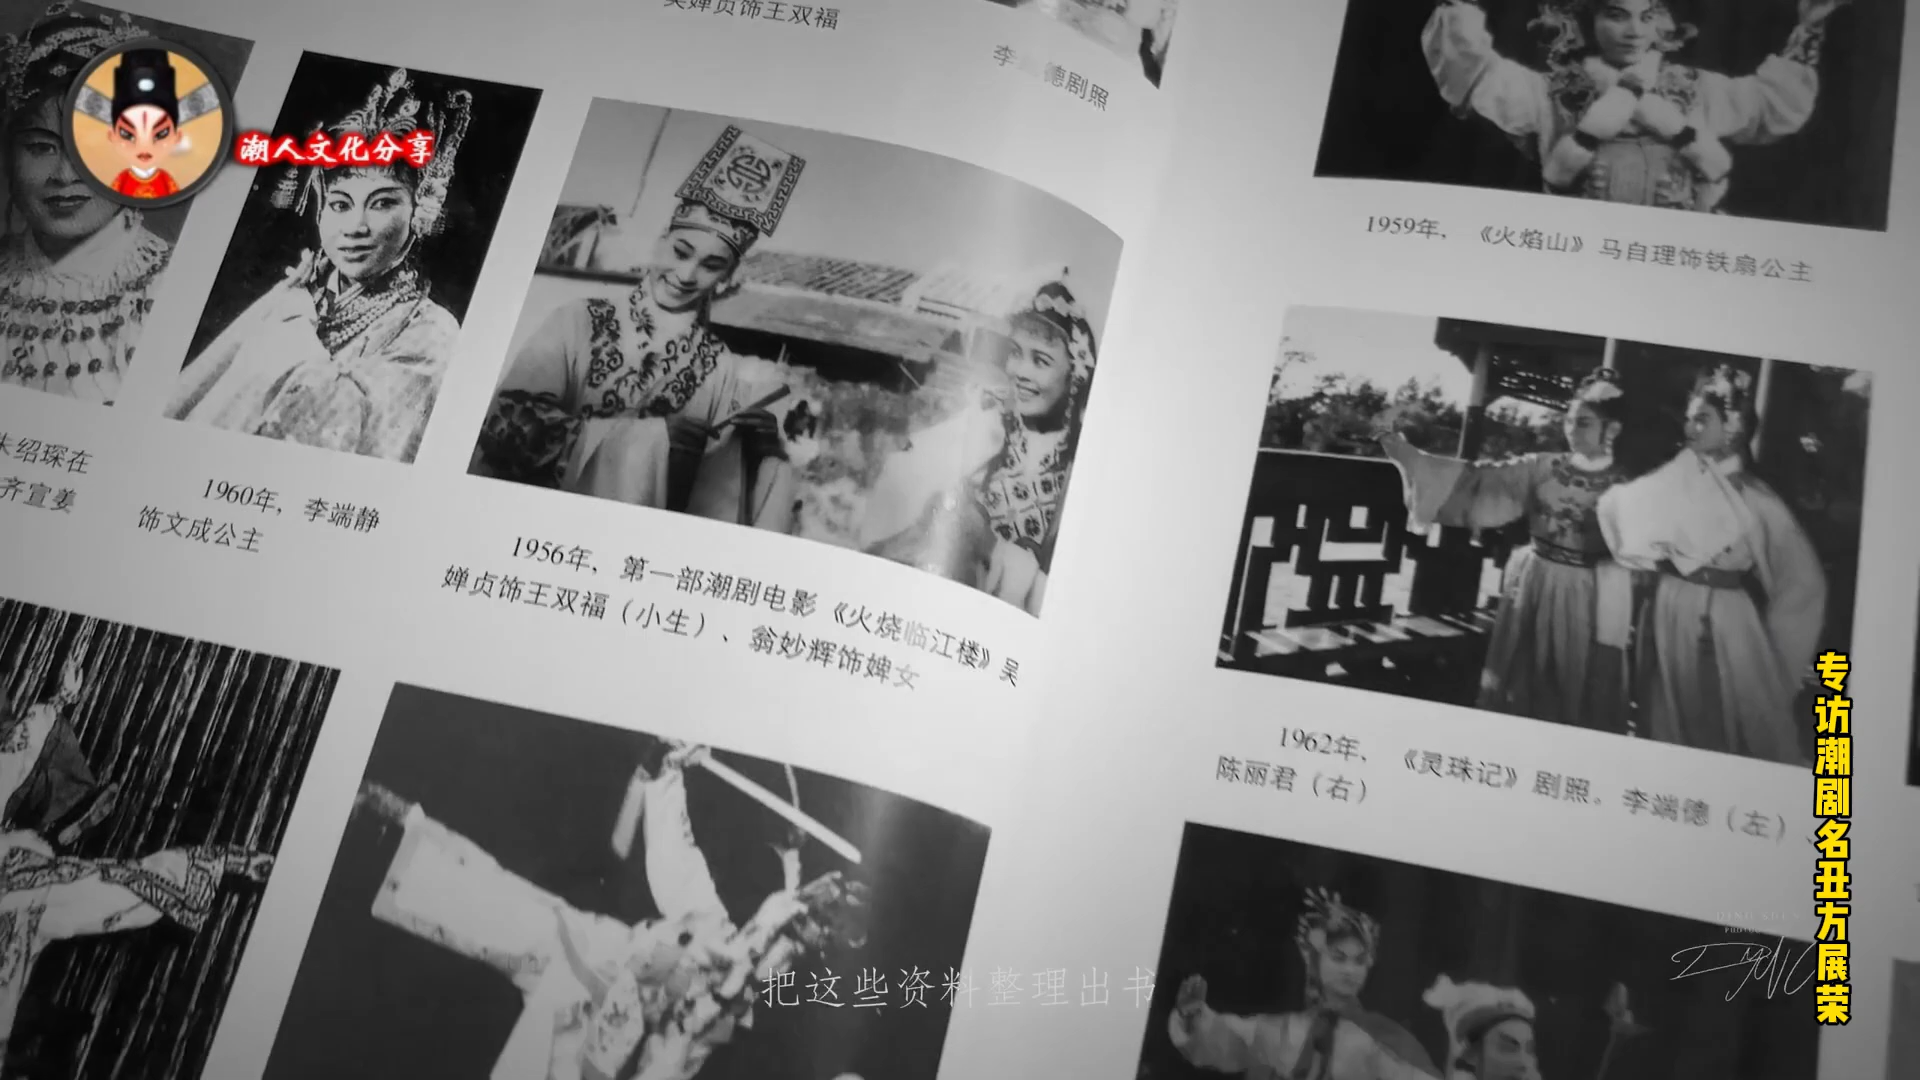 吴婵贞饰王双福
李 德剧照
潮人文化分享
1959年，《火焰山》马自理饰铁扇公主
朱绍琛在
齐宣姜
1960年，李端静
饰文成公主
1956年，第一部潮剧电影《火烧临江楼》吴
婵贞饰王双福（小生）、翁妙辉饰婢女
1962年，《灵珠记》剧照。李端德（左）、
陈丽君（右）
专访潮剧名丑方展荣
把这些资料整理出书